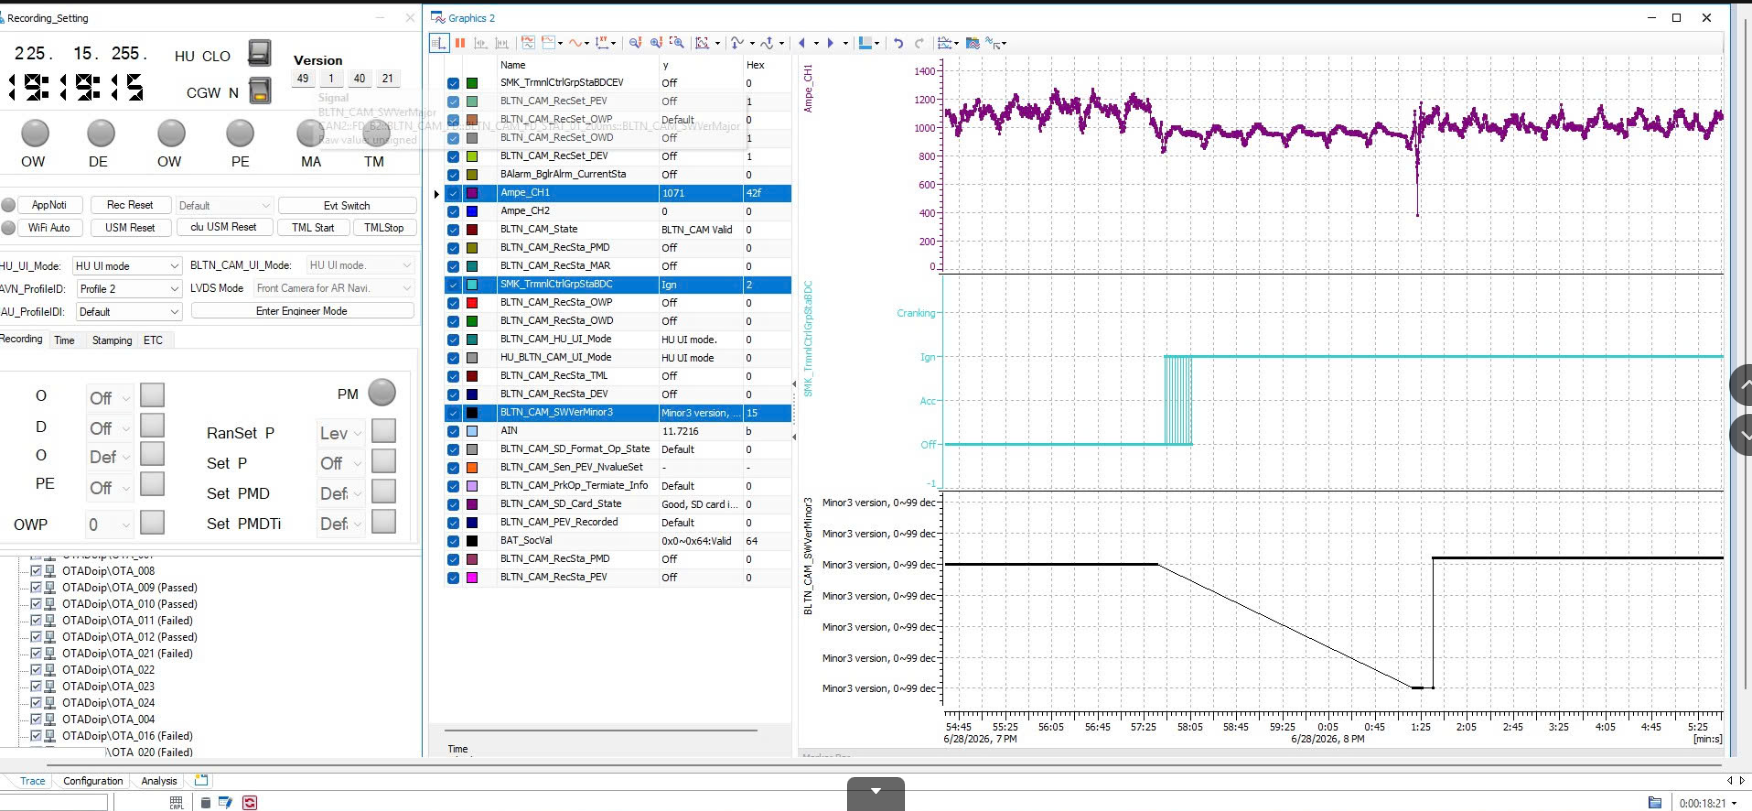 Recording_Setting
225. 15. 255.
19:19:15
HU CLO
CGW N
Version
49 1 40 21
Signal
BLTN_CAM_SWVerMajor
Raw value: unsigned
OW DE OW PE MA TM
AppNoti Rec Reset Default Evt Switch
WiFi Auto USM Reset clu USM Reset TML Start TMLStop
HU_UI_Mode: HU UI mode BLTN_CAM_UI_Mode: HU UI mode.
AVN_ProfileID: Profile 2 LVDS Mode Front Camera for AR Navi.
AU_ProfileIDI: Default Enter Engineer Mode
Recording Time Stamping ETC
O Off PM
D Off RanSet P Lev
O Def Set P Off
PE Off Set PMD Def
OWP 0 Set PMDTi Def
OTADoip\OTA_008
OTADoip\OTA_009 (Passed)
OTADoip\OTA_010 (Passed)
OTADoip\OTA_011 (Failed)
OTADoip\OTA_012 (Passed)
OTADoip\OTA_021 (Failed)
OTADoip\OTA_022
OTADoip\OTA_023
OTADoip\OTA_024
OTADoip\OTA_004
OTADoip\OTA_016 (Failed)
\OTA_020 (Failed)
Graphics 2
Name y Hex
SMK_TrmnlCtrlGrpStaBDCEV Off 0
BLTN_CAM_RecSet_PEV Off 1
BLTN_CAM_RecSet_OWP Default 0
BLTN_CAM_RecSet_OWD Off 1
BLTN_CAM_RecSet_DEV Off 1
BAlarm_BglrAlrm_CurrentSta Off 0
Ampe_CH1 1071 42f
Ampe_CH2 0 0
BLTN_CAM_State BLTN_CAM Valid 0
BLTN_CAM_RecSta_PMD Off 0
BLTN_CAM_RecSta_MAR Off 0
SMK_TrmnlCtrlGrpStaBDC Ign 2
BLTN_CAM_RecSta_OWP Off 0
BLTN_CAM_RecSta_OWD Off 0
BLTN_CAM_HU_UI_Mode HU UI mode. 0
HU_BLTN_CAM_UI_Mode HU UI mode 0
BLTN_CAM_RecSta_TML Off 0
BLTN_CAM_RecSta_DEV Off 0
BLTN_CAM_SWVerMinor3 Minor3 version, ... 15
AIN 11.7216 b
BLTN_CAM_SD_Format_Op_State Default 0
BLTN_CAM_Sen_PEV_NvalueSet - -
BLTN_CAM_PrkOp_Termiate_Info Default 0
BLTN_CAM_SD_Card_State Good, SD card i... 0
BLTN_CAM_PEV_Recorded Default 0
BAT_SocVal 0x0~0x64:Valid 64
BLTN_CAM_RecSta_PMD Off 0
BLTN_CAM_RecSta_PEV Off 0
Time
Ampe_CH1
1400
1200
1000
800
600
400
200
0
SMK_TrmnlCtrlGrpStaBDC
Cranking
Ign
Acc
Off
-1
BLTN_CAM_SWVerMinor3
Minor3 version, 0~99 dec
Minor3 version, 0~99 dec
Minor3 version, 0~99 dec
Minor3 version, 0~99 dec
Minor3 version, 0~99 dec
Minor3 version, 0~99 dec
Minor3 version, 0~99 dec
54:45 55:25 56:05 56:45 57:25 58:05 58:45 59:25 0:05 0:45 1:25 2:05 2:45 3:25 4:05 4:45 5:25
6/28/2026, 7 PM 6/28/2026, 8 PM [min:s]
Trace Configuration Analysis
0:00:18:21